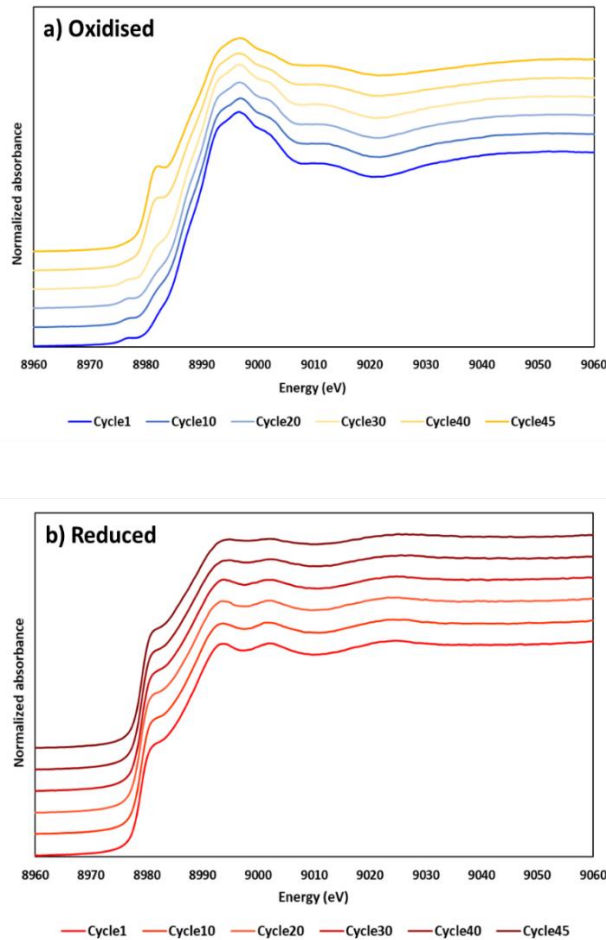 a) Oxidised
Normalized absorbance
8960 8970 8980 8990 9000 9010 9020 9030 9040 9050 9060
Energy (eV)
Cycle1 Cycle10 Cycle20 Cycle30 Cycle40 Cycle45
b) Reduced
Normalized absorbance
8960 8970 8980 8990 9000 9010 9020 9030 9040 9050 9060
Energy (eV)
Cycle1 Cycle10 Cycle20 Cycle30 Cycle40 Cycle45